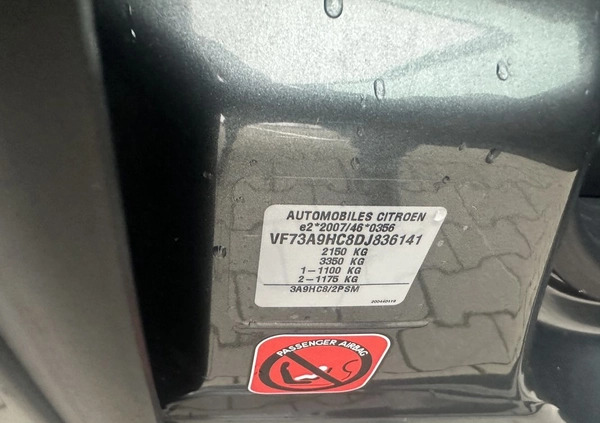 AUTOMOBILES CITROEN
e2*2007/46*0356
VF73A9HC8DJ836141
2150 KG
3350 KG
1-1100 KG
2-1175 KG
3A9HC8/2PSM
PASSENGER AIRBAG